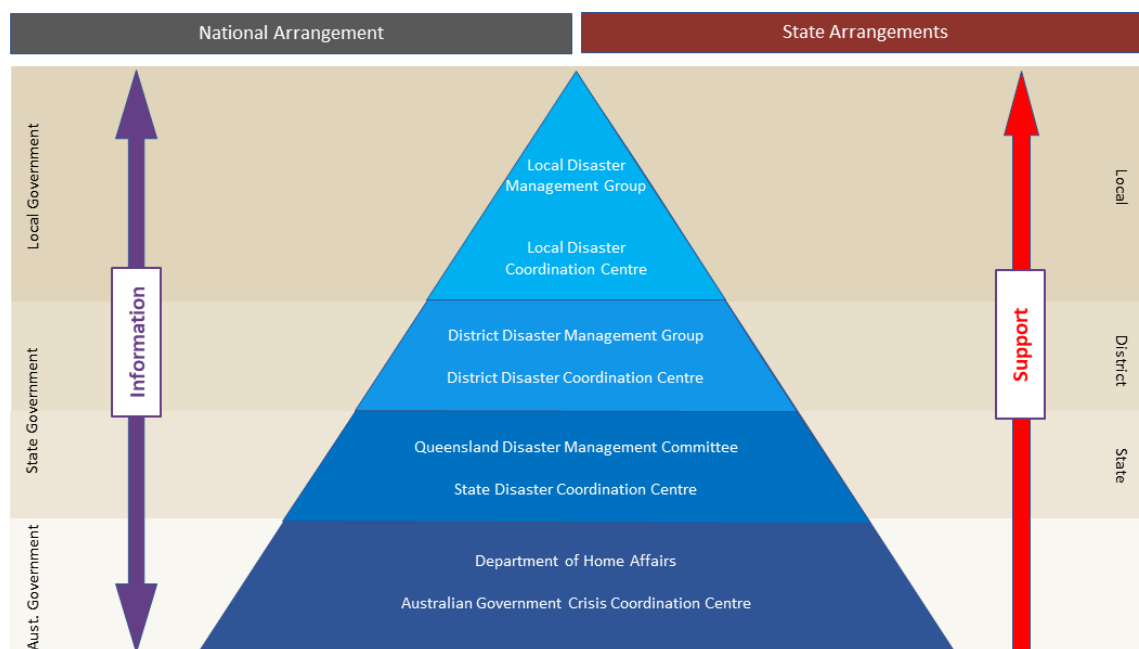 National Arrangement
State Arrangements
Local Government
State Government
Aust. Government
Information
Local Disaster
Management Group
Local Disaster
Coordination Centre
District Disaster Management Group
District Disaster Coordination Centre
Queensland Disaster Management Committee
State Disaster Coordination Centre
Department of Home Affairs
Australian Government Crisis Coordination Centre
Support
Local
District
State